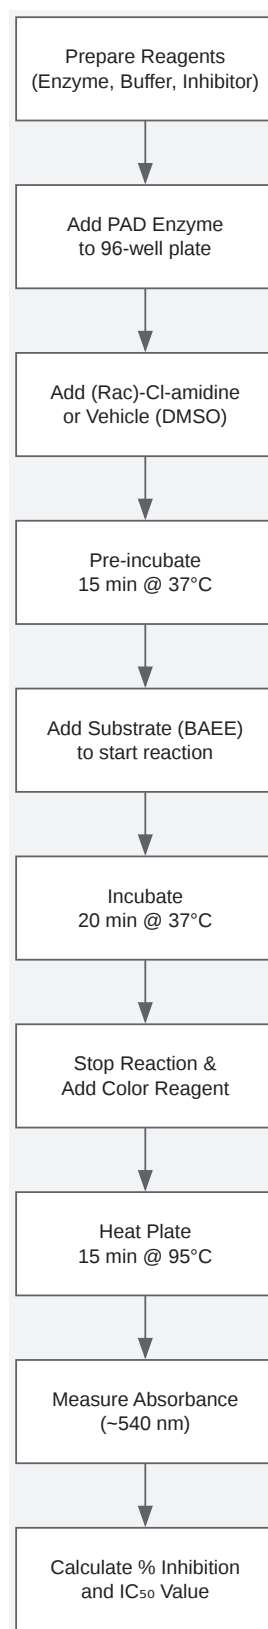 Prepare Reagents
(Enzyme, Buffer, Inhibitor)
Add PAD Enzyme
to 96-well plate
Add (Rac)-Cl-amidine
or Vehicle (DMSO)
Pre-incubate
15 min @ 37°C
Add Substrate (BAEE)
to start reaction
Incubate
20 min @ 37°C
Stop Reaction &
Add Color Reagent
Heat Plate
15 min @ 95°C
Measure Absorbance
(~540 nm)
Calculate % Inhibition
and IC₅₀ Value